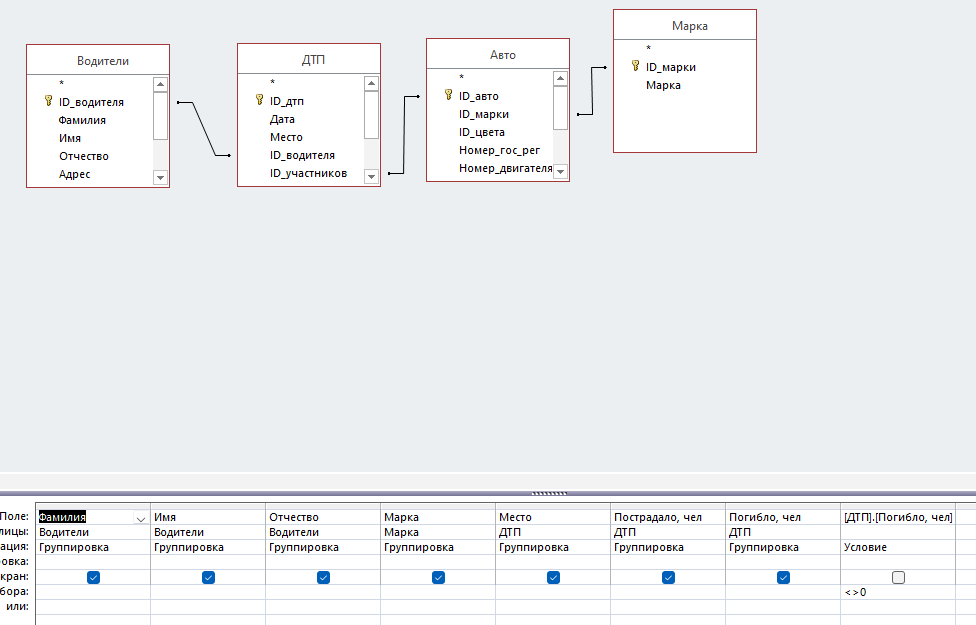 Водители
*
ID_водителя
Фамилия
Имя
Отчество
Адрес
ДТП
*
ID_дтп
Дата
Место
ID_водителя
ID_участников
Авто
*
ID_авто
ID_марки
ID_цвета
Номер_гос_рег
Номер_двигателя
Марка
*
ID_марки
Марка
Поле: Фамилия Имя Отчество Марка Место Пострадало, чел Погибло, чел [ДТП].[Погибло, чел]
лицы: Водители Водители Водители Марка ДТП ДТП ДТП
ация: Группировка Группировка Группировка Группировка Группировка Группировка Группировка Условие
овка:
кран:
бора: <>0
или: